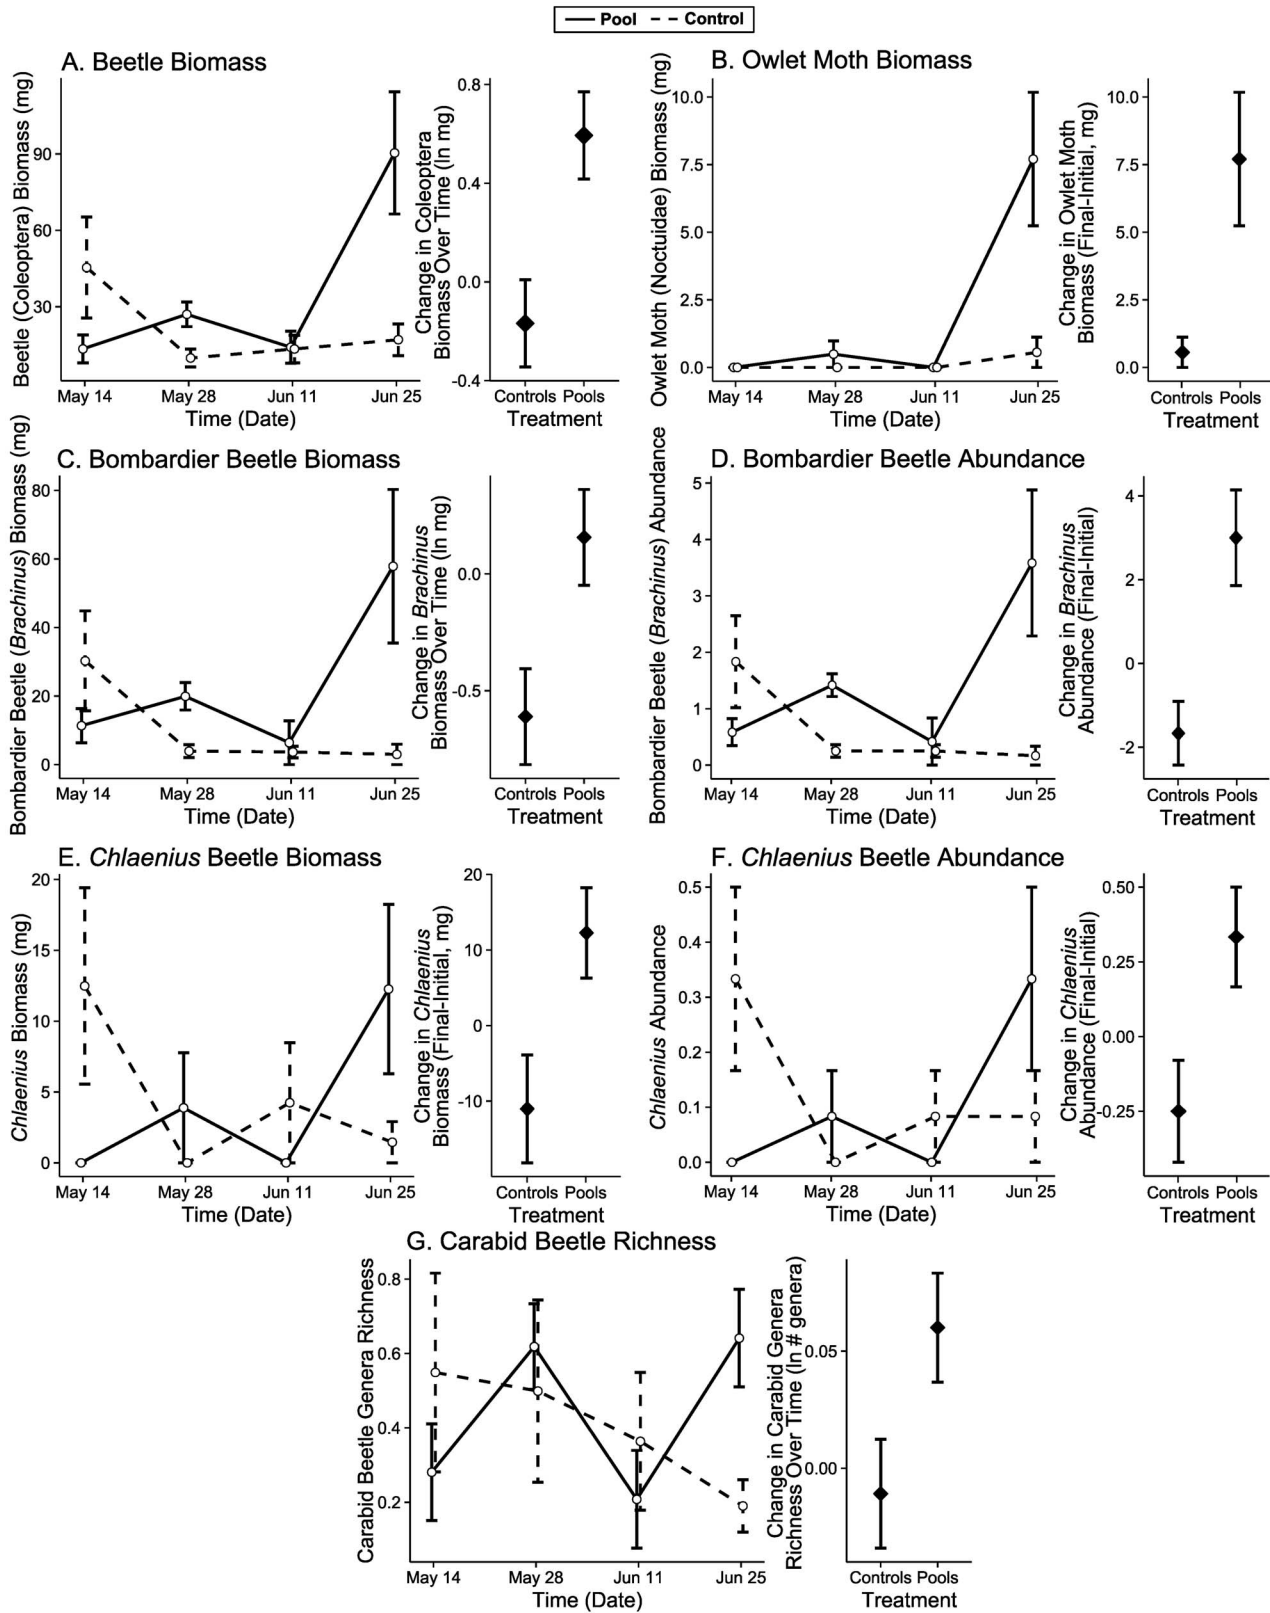 Pool Control
A. Beetle Biomass
Beetle (Coleoptera) Biomass (mg)
90
60
30
May 14 May 28 Jun 11 Jun 25
Time (Date)
Change in Coleoptera
Biomass Over Time (ln mg)
0.8
0.4
0.0
-0.4
Controls Pools
Treatment
B. Owlet Moth Biomass
Owlet Moth (Noctuidae) Biomass (mg)
10.0
7.5
5.0
2.5
0.0
May 14 May 28 Jun 11 Jun 25
Time (Date)
Change in Owlet Moth
Biomass (Final-Initial, mg)
10.0
7.5
5.0
2.5
0.0
Controls Pools
Treatment
C. Bombardier Beetle Biomass
Bombardier Beetle (Brachinus) Biomass (mg)
80
60
40
20
0
May 14 May 28 Jun 11 Jun 25
Time (Date)
Change in Brachinus
Biomass Over Time (ln mg)
0.0
-0.5
Controls Pools
Treatment
D. Bombardier Beetle Abundance
Bombardier Beetle (Brachinus) Abundance
5
4
3
2
1
0
May 14 May 28 Jun 11 Jun 25
Time (Date)
Change in Brachinus
Abundance (Final-Initial)
4
2
0
-2
Controls Pools
Treatment
E. Chlaenius Beetle Biomass
Chlaenius Biomass (mg)
20
15
10
5
0
May 14 May 28 Jun 11 Jun 25
Time (Date)
Change in Chlaenius
Biomass (Final-Initial, mg)
20
10
0
-10
Controls Pools
Treatment
F. Chlaenius Beetle Abundance
Chlaenius Abundance
0.5
0.4
0.3
0.2
0.1
0.0
May 14 May 28 Jun 11 Jun 25
Time (Date)
Change in Chlaenius
Abundance (Final-Initial)
0.50
0.25
0.00
-0.25
Controls Pools
Treatment
G. Carabid Beetle Richness
Carabid Beetle Genera Richness
0.8
0.6
0.4
0.2
May 14 May 28 Jun 11 Jun 25
Time (Date)
Change in Carabid Genera
Richness Over Time (ln # genera)
0.05
0.00
Controls Pools
Treatment